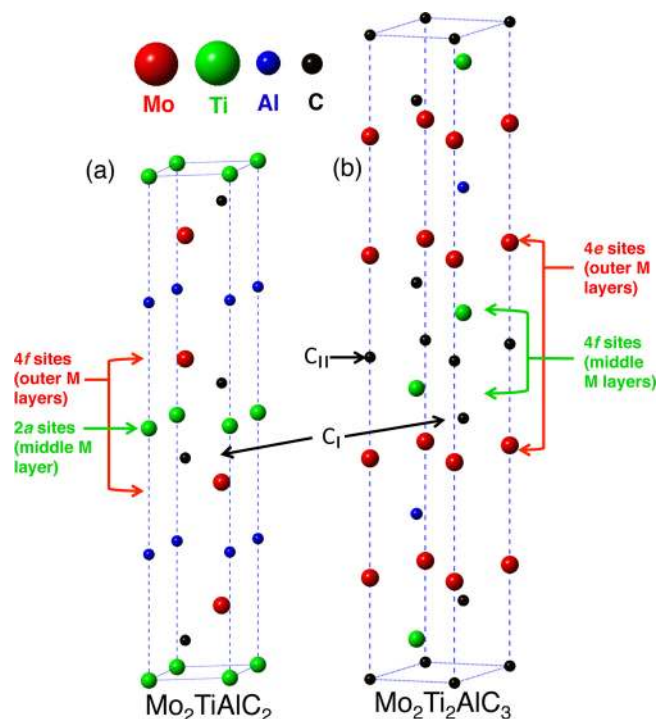 Mo Ti Al C
(a)
(b)
4f sites
(outer M
layers)
2a sites
(middle M
layer)
C_II
C_I
4e sites
(outer M
layers)
4f sites
(middle
M layers)
Mo₂TiAlC₂
Mo₂Ti₂AlC₃